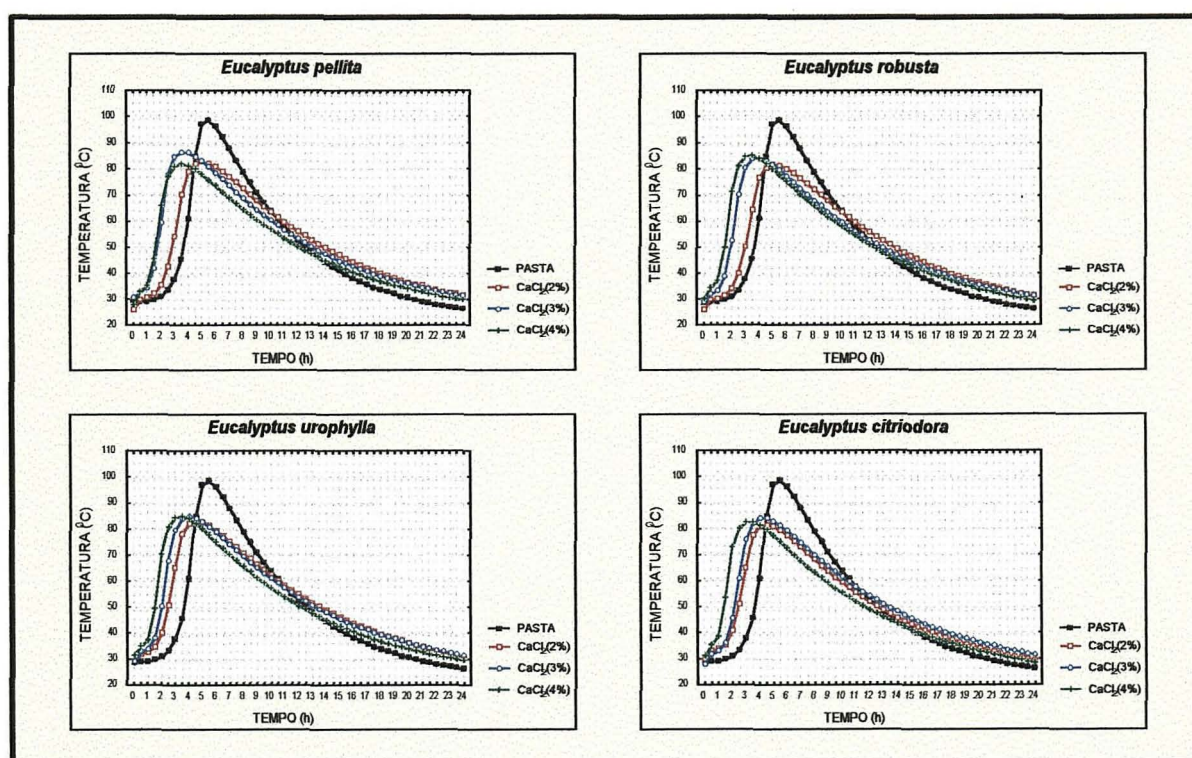 Eucalyptus pellita
TEMPERATURA (ºC)
110
100
90
80
70
60
50
40
30
20
0 1 2 3 4 5 6 7 8 9 10 11 12 13 14 15 16 17 18 19 20 21 22 23 24
TEMPO (h)
PASTA
CaCl2(2%)
CaCl2(3%)
CaCl2(4%)
Eucalyptus robusta
TEMPERATURA (ºC)
110
100
90
80
70
60
50
40
30
20
0 1 2 3 4 5 6 7 8 9 10 11 12 13 14 15 16 17 18 19 20 21 22 23 24
TEMPO (h)
PASTA
CaCl2(2%)
CaCl2(3%)
CaCl2(4%)
Eucalyptus urophylla
TEMPERATURA (ºC)
110
100
90
80
70
60
50
40
30
20
0 1 2 3 4 5 6 7 8 9 10 11 12 13 14 15 16 17 18 19 20 21 22 23 24
TEMPO (h)
PASTA
CaCl2(2%)
CaCl2(3%)
CaCl2(4%)
Eucalyptus citriodora
TEMPERATURA (ºC)
110
100
90
80
70
60
50
40
30
20
0 1 2 3 4 5 6 7 8 9 10 11 12 13 14 15 16 17 18 19 20 21 22 23 24
TEMPO (h)
PASTA
CaCl2(2%)
CaCl2(3%)
CaCl2(4%)